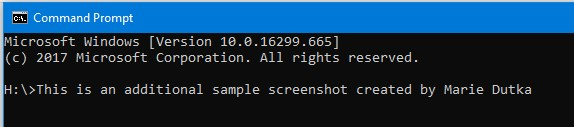 Command Prompt
Microsoft Windows [Version 10.0.16299.665]
(c) 2017 Microsoft Corporation. All rights reserved.
H:\>This is an additional sample screenshot created by Marie Dutka